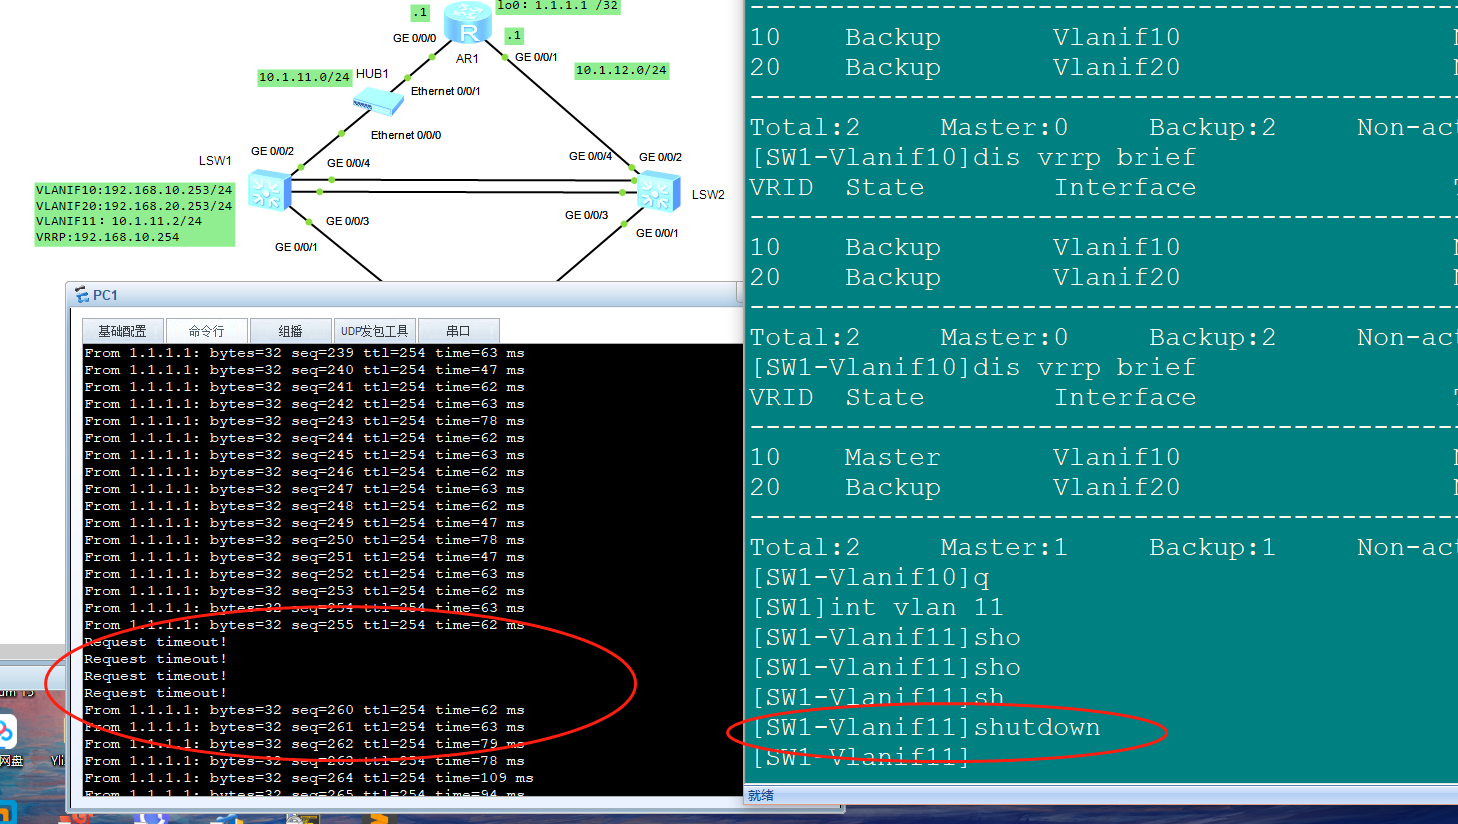 .1
lo0: 1.1.1.1 /32
GE 0/0/0
.1
GE 0/0/1
AR1
10.1.11.0/24
HUB1
10.1.12.0/24
Ethernet 0/0/1
Ethernet 0/0/0
GE 0/0/2
LSW1
GE 0/0/4
GE 0/0/4
GE 0/0/2
VLANIF10:192.168.10.253/24
VLANIF20:192.168.20.253/24
VLANIF11: 10.1.11.2/24
VRRP:192.168.10.254
LSW2
GE 0/0/3
GE 0/0/3
GE 0/0/1
GE 0/0/1
PC1
基础配置 命令行 组播 UDP发包工具 串口
From 1.1.1.1: bytes=32 seq=239 ttl=254 time=63 ms
From 1.1.1.1: bytes=32 seq=240 ttl=254 time=47 ms
From 1.1.1.1: bytes=32 seq=241 ttl=254 time=62 ms
From 1.1.1.1: bytes=32 seq=242 ttl=254 time=63 ms
From 1.1.1.1: bytes=32 seq=243 ttl=254 time=78 ms
From 1.1.1.1: bytes=32 seq=244 ttl=254 time=62 ms
From 1.1.1.1: bytes=32 seq=245 ttl=254 time=63 ms
From 1.1.1.1: bytes=32 seq=246 ttl=254 time=62 ms
From 1.1.1.1: bytes=32 seq=247 ttl=254 time=63 ms
From 1.1.1.1: bytes=32 seq=248 ttl=254 time=62 ms
From 1.1.1.1: bytes=32 seq=249 ttl=254 time=47 ms
From 1.1.1.1: bytes=32 seq=250 ttl=254 time=78 ms
From 1.1.1.1: bytes=32 seq=251 ttl=254 time=47 ms
From 1.1.1.1: bytes=32 seq=252 ttl=254 time=63 ms
From 1.1.1.1: bytes=32 seq=253 ttl=254 time=62 ms
From 1.1.1.1: bytes=32 seq=254 ttl=254 time=63 ms
From 1.1.1.1: bytes=32 seq=255 ttl=254 time=62 ms
Request timeout!
Request timeout!
Request timeout!
Request timeout!
From 1.1.1.1: bytes=32 seq=260 ttl=254 time=62 ms
From 1.1.1.1: bytes=32 seq=261 ttl=254 time=63 ms
From 1.1.1.1: bytes=32 seq=262 ttl=254 time=79 ms
From 1.1.1.1: bytes=32 seq=263 ttl=254 time=78 ms
From 1.1.1.1: bytes=32 seq=264 ttl=254 time=109 ms
From 1.1.1.1: bytes=32 seq=265 ttl=254 time=94 ms
网盘
10 Backup Vlanif10
20 Backup Vlanif20
Total:2 Master:0 Backup:2 Non-act
[SW1-Vlanif10]dis vrrp brief
VRID State Interface
10 Backup Vlanif10
20 Backup Vlanif20
Total:2 Master:0 Backup:2 Non-act
[SW1-Vlanif10]dis vrrp brief
VRID State Interface
10 Master Vlanif10
20 Backup Vlanif20
Total:2 Master:1 Backup:1 Non-act
[SW1-Vlanif10]q
[SW1]int vlan 11
[SW1-Vlanif11]sho
[SW1-Vlanif11]sho
[SW1-Vlanif11]sh
[SW1-Vlanif11]shutdown
[SW1-Vlanif11]
就绪